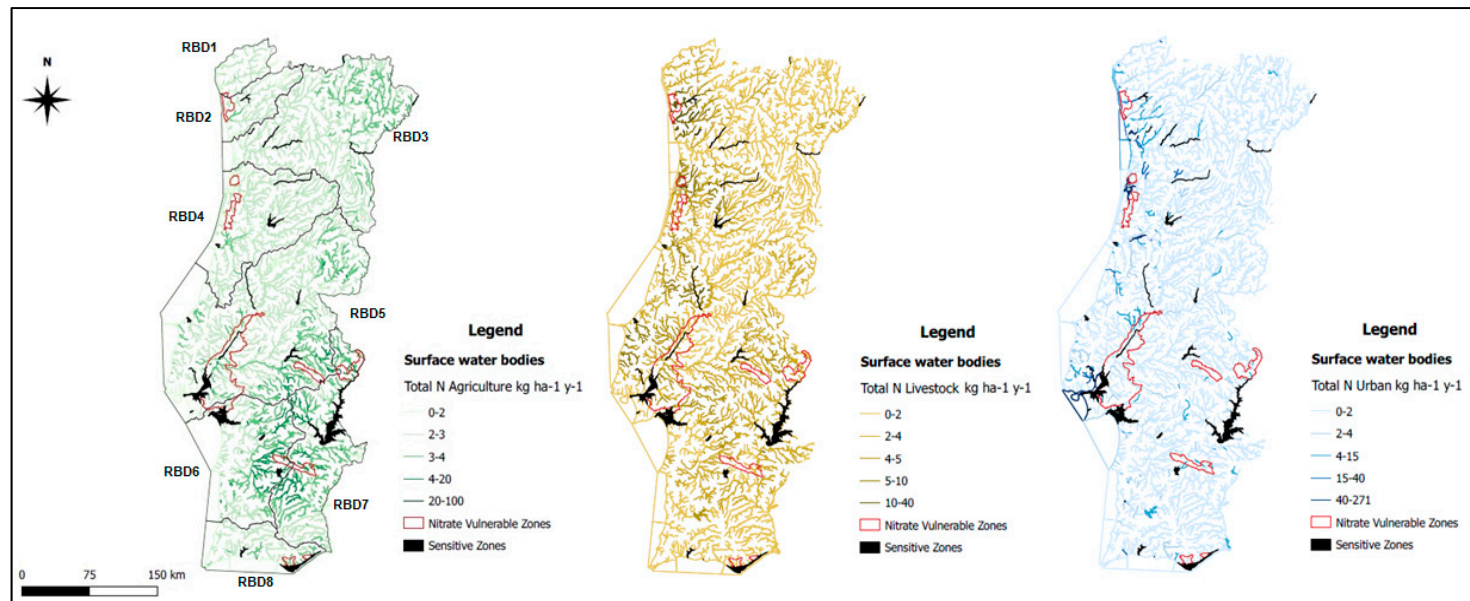 N
RBD1
RBD2
RBD3
RBD4
RBD5
RBD6
RBD7
RBD8
0 75 150 km
Legend
Surface water bodies
Total N Agriculture kg ha-1 y-1
0-2
2-3
3-4
4-20
20-100
Nitrate Vulnerable Zones
Sensitive Zones
Legend
Surface water bodies
Total N Livestock kg ha-1 y-1
0-2
2-4
4-5
5-10
10-40
Nitrate Vulnerable Zones
Sensitive Zones
Legend
Surface water bodies
Total N Urban kg ha-1 y-1
0-2
2-4
4-15
15-40
40-271
Nitrate Vulnerable Zones
Sensitive Zones